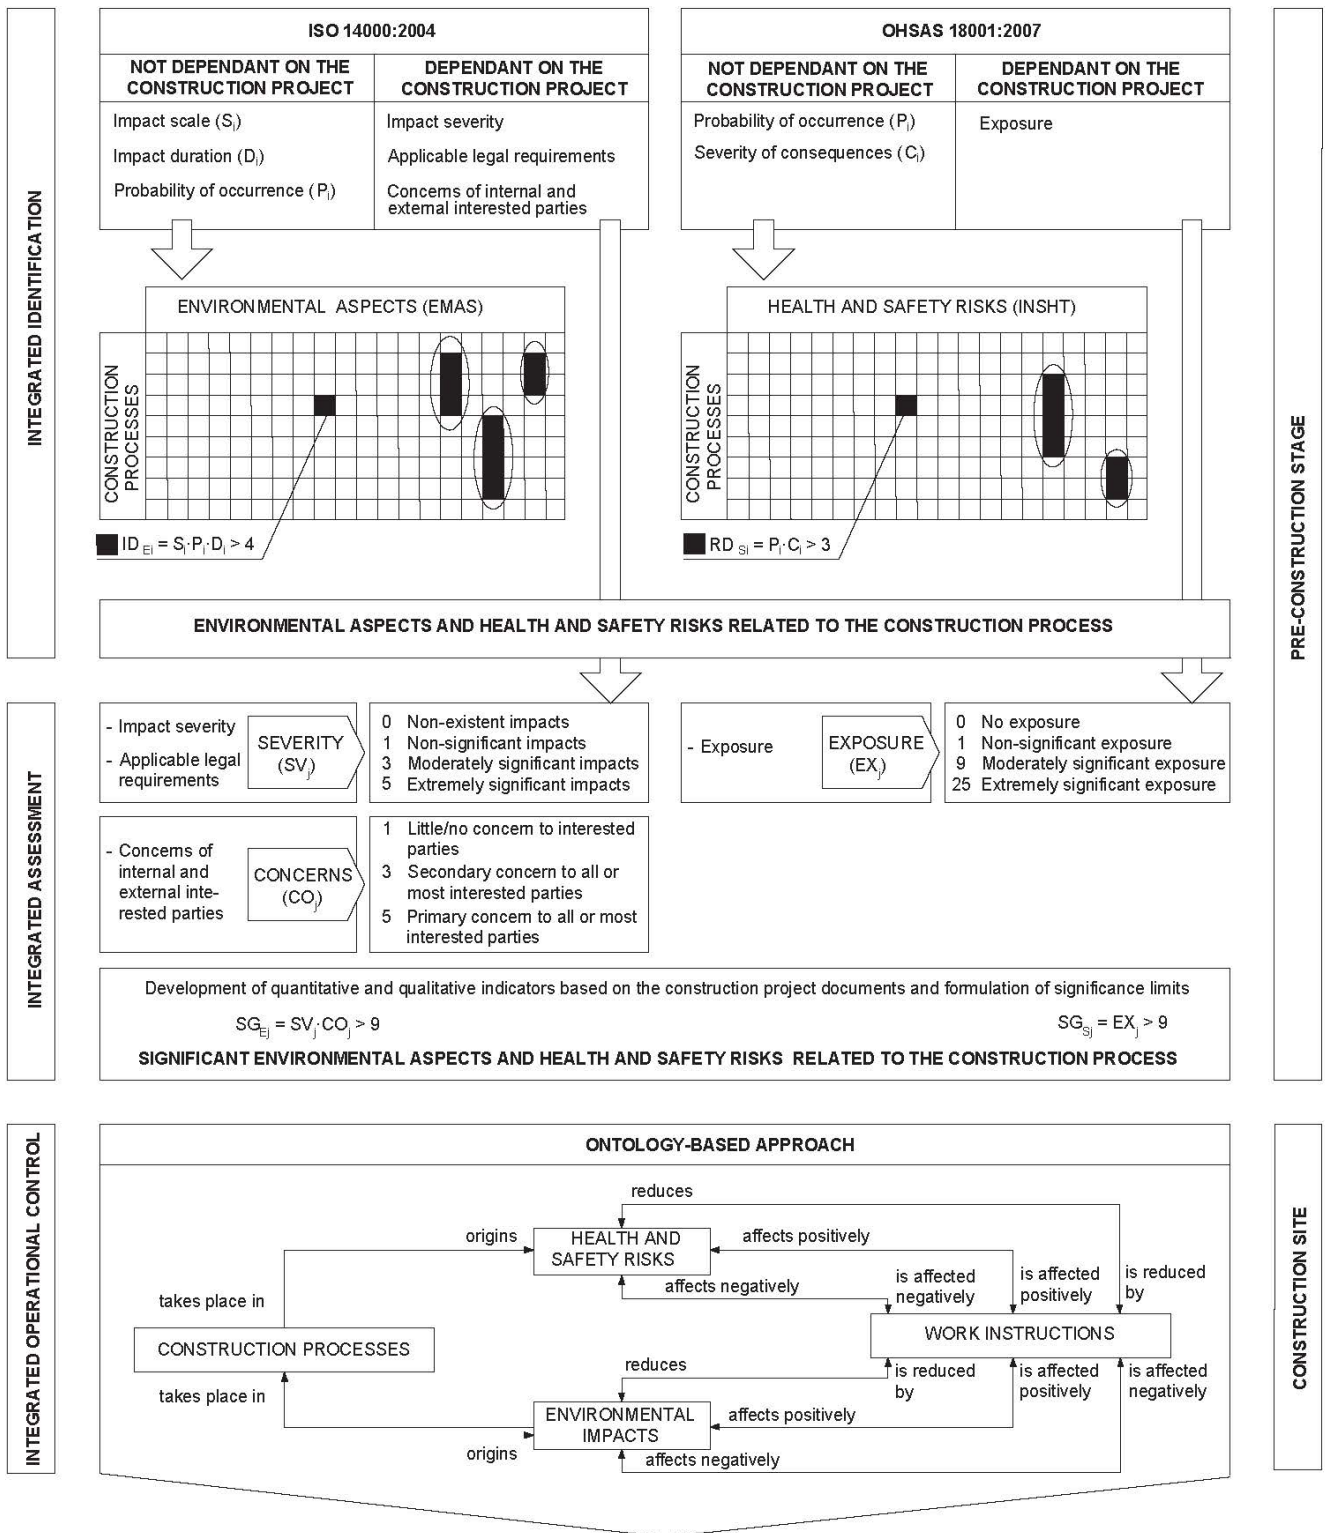 ISO 14000:2004
NOT DEPENDANT ON THE
CONSTRUCTION PROJECT
DEPENDANT ON THE
CONSTRUCTION PROJECT
Impact scale (Si)
Impact duration (Di)
Probability of occurrence (Pi)
Impact severity
Applicable legal requirements
Concerns of internal and
external interested parties
OHSAS 18001:2007
NOT DEPENDANT ON THE
CONSTRUCTION PROJECT
DEPENDANT ON THE
CONSTRUCTION PROJECT
Probability of occurrence (Pi)
Severity of consequences (Ci)
Exposure
INTEGRATED IDENTIFICATION
PRE-CONSTRUCTION STAGE
ENVIRONMENTAL ASPECTS (EMAS)
CONSTRUCTION
PROCESSES
ID Ei = Si·Pi·Di > 4
HEALTH AND SAFETY RISKS (INSHT)
CONSTRUCTION
PROCESSES
RD Si = Pi·Ci > 3
ENVIRONMENTAL ASPECTS AND HEALTH AND SAFETY RISKS RELATED TO THE CONSTRUCTION PROCESS
INTEGRATED ASSESSMENT
- Impact severity
- Applicable legal
requirements
SEVERITY
(SVj)
0 Non-existent impacts
1 Non-significant impacts
3 Moderately significant impacts
5 Extremely significant impacts
- Exposure
EXPOSURE
(EXj)
0 No exposure
1 Non-significant exposure
9 Moderately significant exposure
25 Extremely significant exposure
- Concerns of
internal and
external inte-
rested parties
CONCERNS
(COj)
1 Little/no concern to interested
parties
3 Secondary concern to all or
most interested parties
5 Primary concern to all or most
interested parties
Development of quantitative and qualitative indicators based on the construction project documents and formulation of significance limits
SGEj = SVj·COj > 9
SGSj = EXj > 9
SIGNIFICANT ENVIRONMENTAL ASPECTS AND HEALTH AND SAFETY RISKS RELATED TO THE CONSTRUCTION PROCESS
INTEGRATED OPERATIONAL CONTROL
CONSTRUCTION SITE
ONTOLOGY-BASED APPROACH
reduces
origins
HEALTH AND
SAFETY RISKS
affects positively
affects negatively
is affected
negatively
is affected
positively
is reduced
by
takes place in
CONSTRUCTION PROCESSES
WORK INSTRUCTIONS
takes place in
reduces
is reduced
by
is affected
positively
is affected
negatively
ENVIRONMENTAL
IMPACTS
affects positively
origins
affects negatively